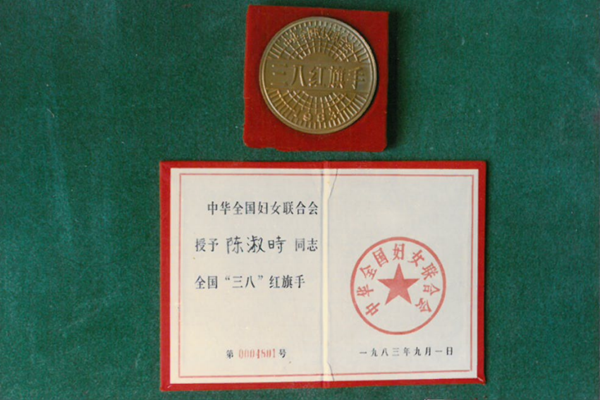 三八红旗手
1983
中华全国妇女联合会
授予 陈淑时 同志
全国“三八”红旗手
第 0004801 号
中华全国妇女联合会
一九八三年九月一日